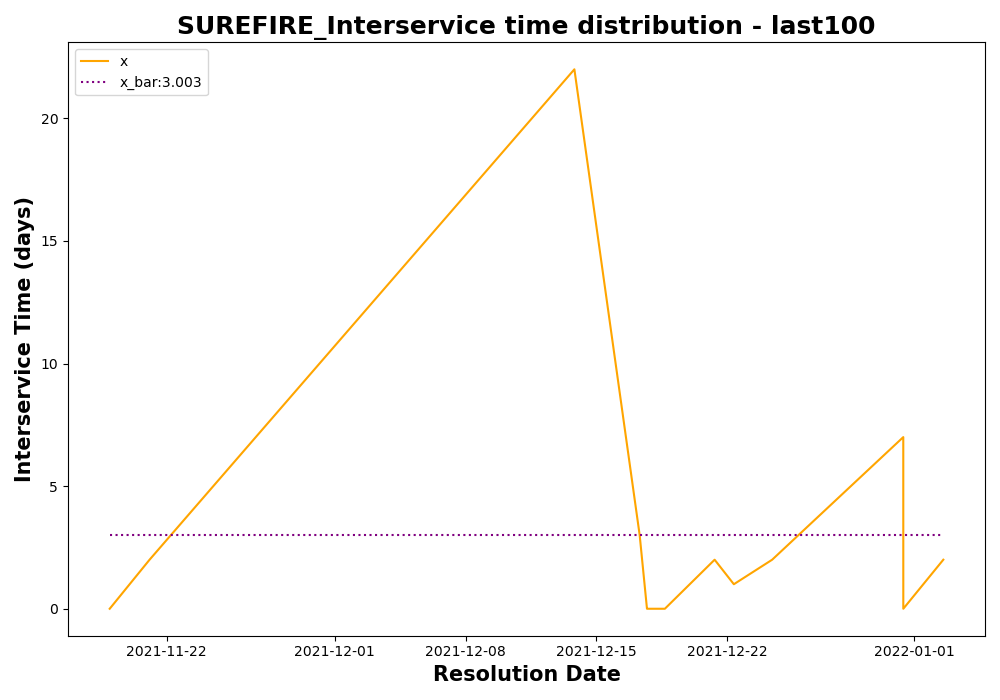 SUREFIRE_Interservice time distribution - last100
x
x_bar:3.003
Interservice Time (days)
20
15
10
5
0
2021-11-22
2021-12-01
2021-12-08
2021-12-15
2021-12-22
2022-01-01
Resolution Date